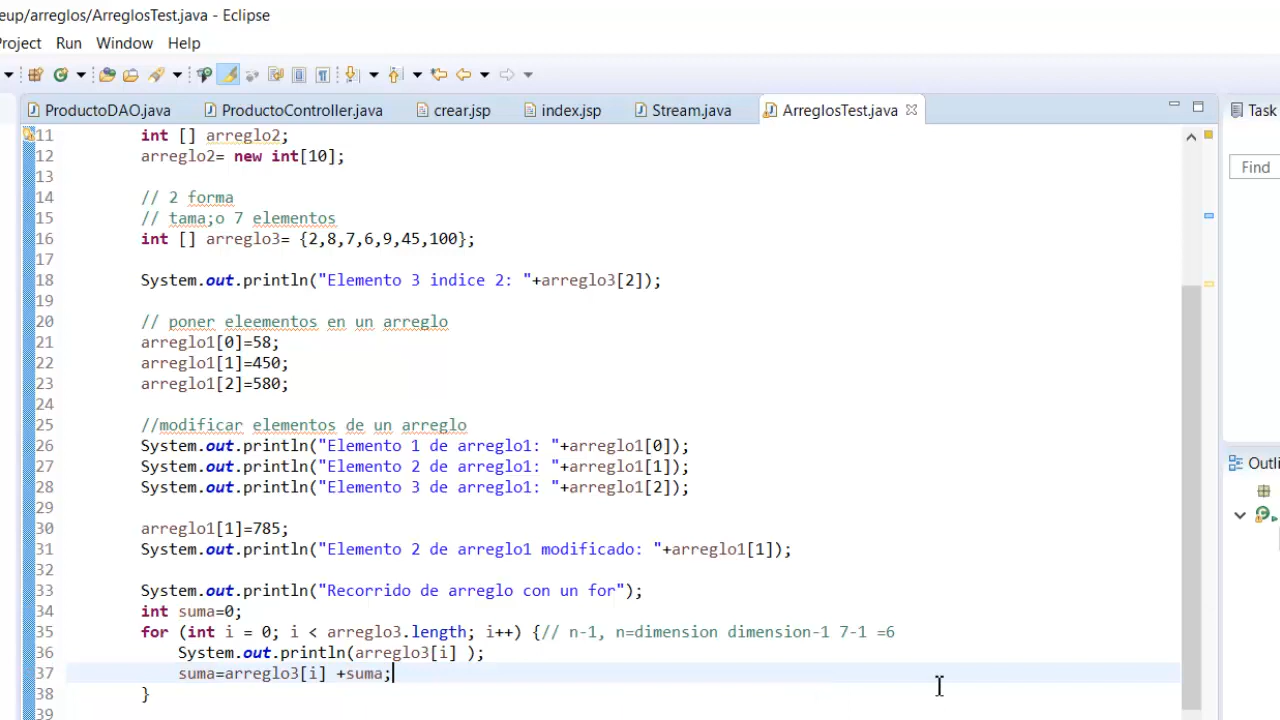 eup/arreglos/ArreglosTest.java - Eclipse
Project Run Window Help
ProductoDAO.java ProductoController.java crear.jsp index.jsp Stream.java ArreglosTest.java Task
11 int [] arreglo2;
12 arreglo2= new int[10];
13
14 // 2 forma
15 // tama;o 7 elementos
16 int [] arreglo3= {2,8,7,6,9,45,100};
17
18 System.out.println("Elemento 3 indice 2: "+arreglo3[2]);
19
20 // poner eleementos en un arreglo
21 arreglo1[0]=58;
22 arreglo1[1]=450;
23 arreglo1[2]=580;
24
25 //modificar elementos de un arreglo
26 System.out.println("Elemento 1 de arreglo1: "+arreglo1[0]);
27 System.out.println("Elemento 2 de arreglo1: "+arreglo1[1]);
28 System.out.println("Elemento 3 de arreglo1: "+arreglo1[2]);
29
30 arreglo1[1]=785;
31 System.out.println("Elemento 2 de arreglo1 modificado: "+arreglo1[1]);
32
33 System.out.println("Recorrido de arreglo con un for");
34 int suma=0;
35 for (int i = 0; i < arreglo3.length; i++) {// n-1, n=dimension dimension-1 7-1 =6
36 System.out.println(arreglo3[i] );
37 suma=arreglo3[i] +suma;
38 }
39
Find
Outli